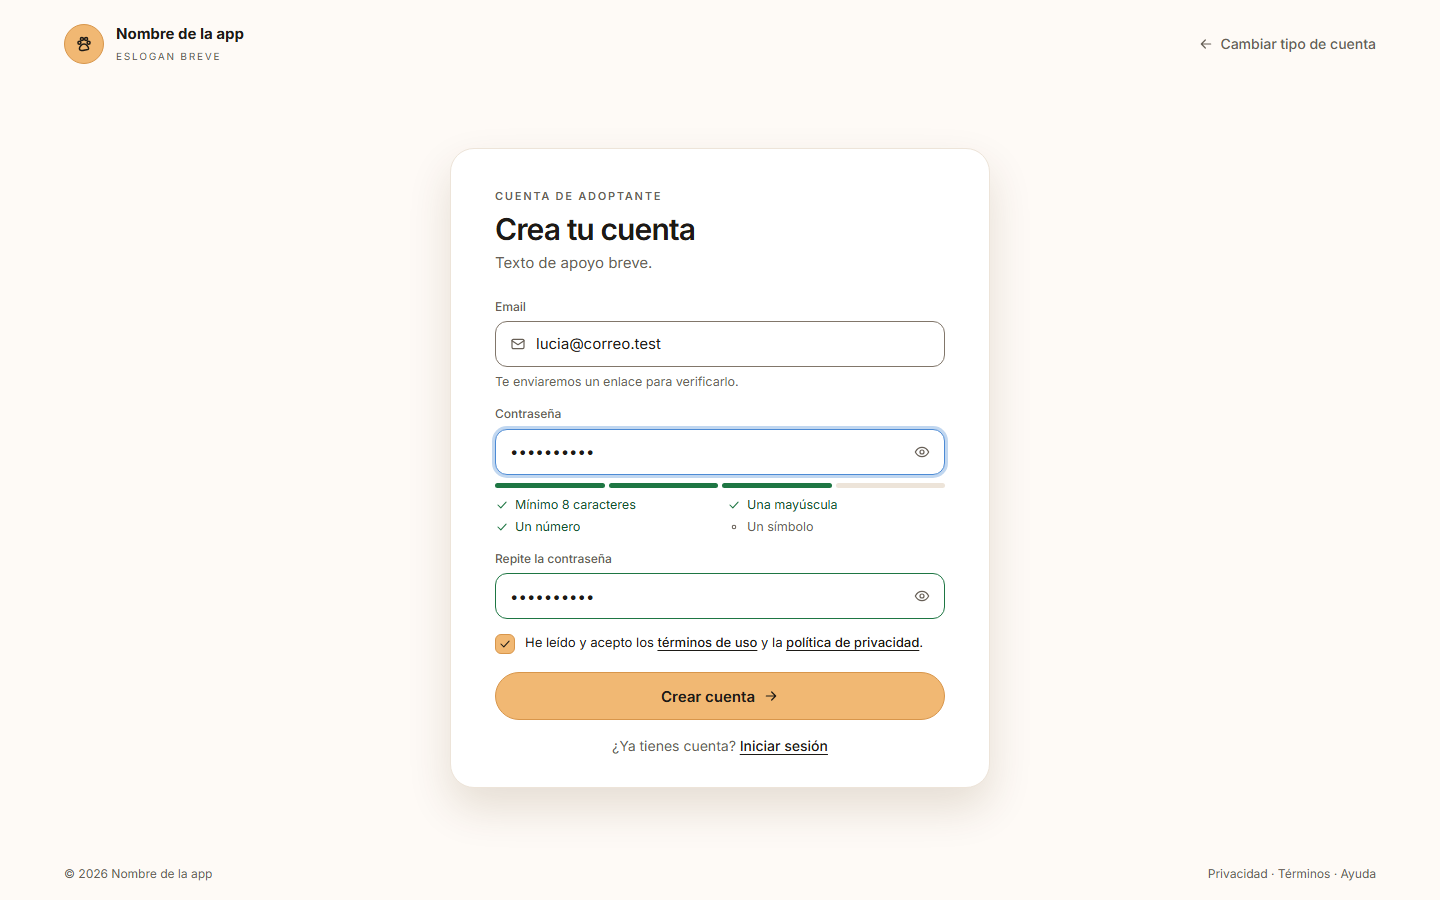 Nombre de la app
ESLOGAN BREVE
Cambiar tipo de cuenta
CUENTA DE ADOPTANTE
Crea tu cuenta
Texto de apoyo breve.
Email
lucia@correo.test
Te enviaremos un enlace para verificarlo.
Contraseña
••••••••••
Mínimo 8 caracteres
Una mayúscula
Un número
Un símbolo
Repite la contraseña
••••••••••
He leído y acepto los términos de uso y la política de privacidad.
Crear cuenta
¿Ya tienes cuenta? Iniciar sesión
© 2026 Nombre de la app
Privacidad · Términos · Ayuda